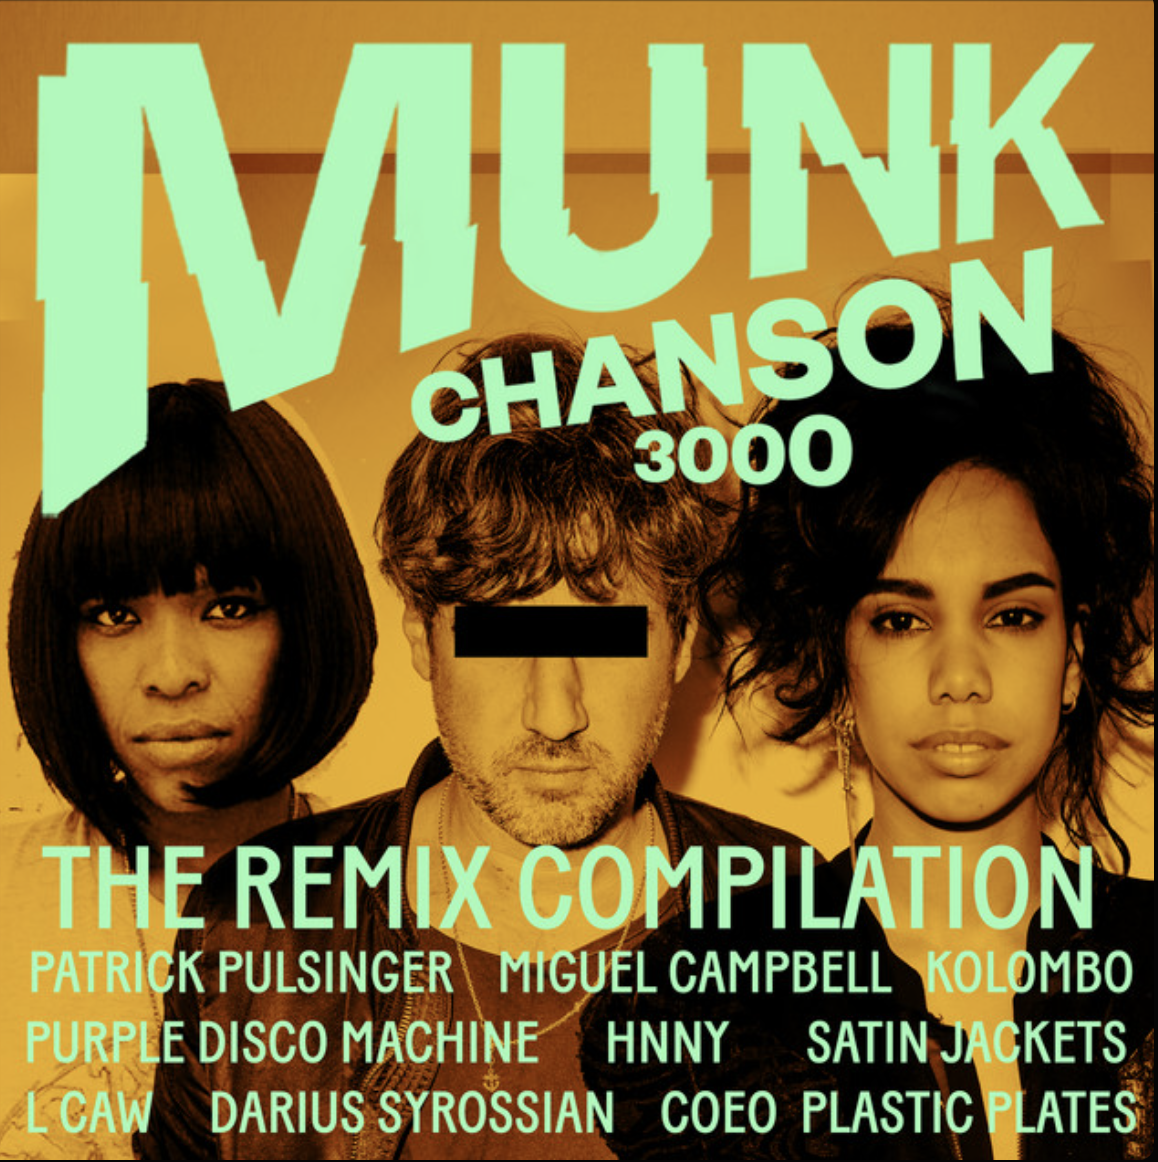 MUNK
CHANSON
3000
THE REMIX COMPILATION
PATRICK PULSINGER MIGUEL CAMPBELL KOLOMBO
PURPLE DISCO MACHINE HNNY SATIN JACKETS
L CAW DARIUS SYROSSIAN COEO PLASTIC PLATES